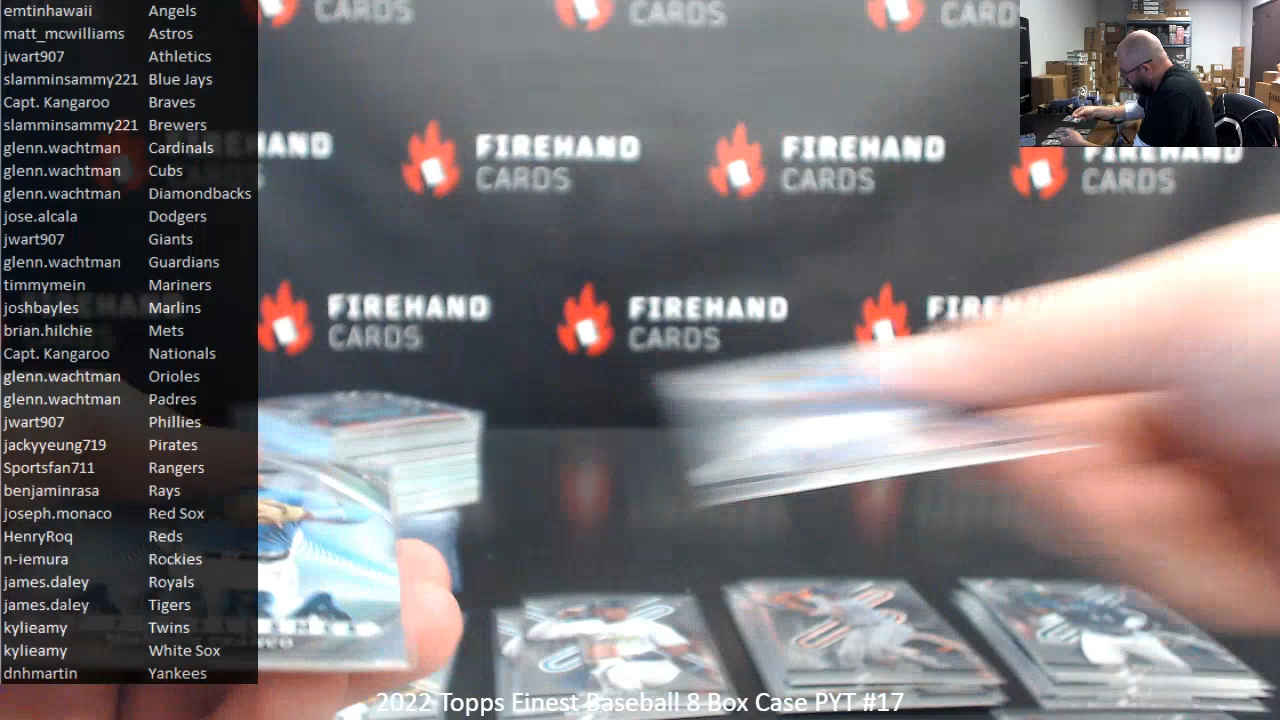 emtinhawaii Angels
matt_mcwilliams Astros
jwart907 Athletics
slamminsammy221 Blue Jays
Capt. Kangaroo Braves
slamminsammy221 Brewers
glenn.wachtman Cardinals
glenn.wachtman Cubs
glenn.wachtman Diamondbacks
jose.alcala Dodgers
jwart907 Giants
glenn.wachtman Guardians
timmymein Mariners
joshbayles Marlins
brian.hilchie Mets
Capt. Kangaroo Nationals
glenn.wachtman Orioles
glenn.wachtman Padres
jwart907 Phillies
jackyyeung719 Pirates
Sportsfan711 Rangers
benjaminrasa Rays
joseph.monaco Red Sox
HenryRoq Reds
n-iemura Rockies
james.daley Royals
james.daley Tigers
kylieamy Twins
kylieamy White Sox
dnhmartin Yankees
CARDS CARDS CARD
HAND FIREHAND FIREHAND FIREHAND
CARDS CARDS CARDS
FIREHAND FIREHAND FIREH
CARDS CARDS
2022 Topps Finest Baseball 8 Box Case PYT #17